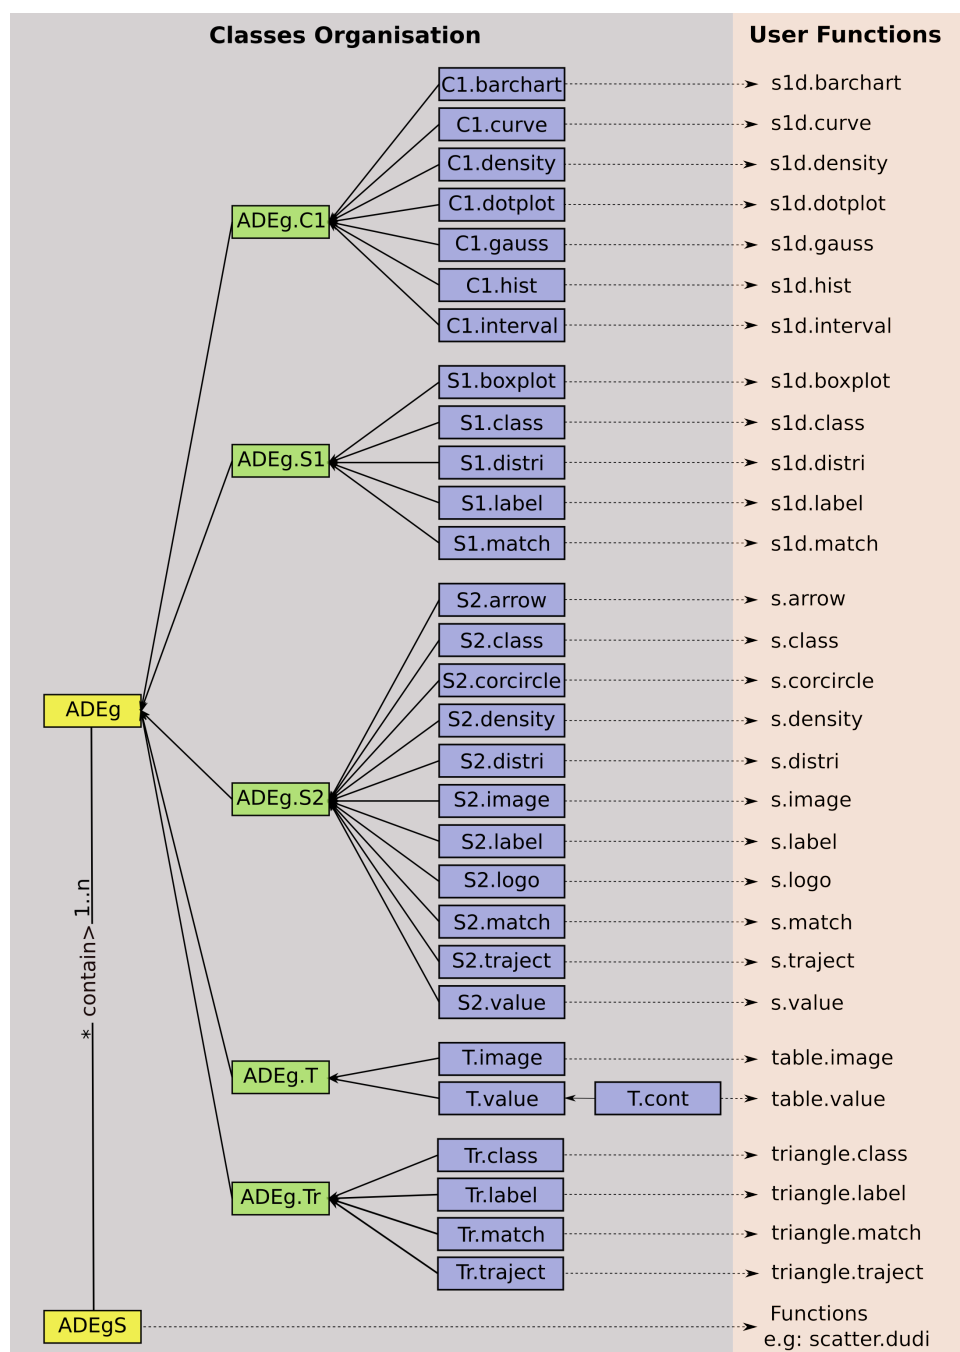 Classes Organisation
User Functions
C1.barchart
s1d.barchart
C1.curve
s1d.curve
C1.density
s1d.density
C1.dotplot
s1d.dotplot
ADEg.C1
C1.gauss
s1d.gauss
C1.hist
s1d.hist
C1.interval
s1d.interval
S1.boxplot
s1d.boxplot
S1.class
s1d.class
ADEg.S1
S1.distri
s1d.distri
S1.label
s1d.label
S1.match
s1d.match
S2.arrow
s.arrow
S2.class
s.class
S2.corcircle
s.corcircle
ADEg
S2.density
s.density
S2.distri
s.distri
ADEg.S2
S2.image
s.image
S2.label
s.label
S2.logo
s.logo
S2.match
s.match
S2.traject
s.traject
S2.value
s.value
* contain> 1..n
T.image
table.image
ADEg.T
T.value
T.cont
table.value
Tr.class
triangle.class
ADEg.Tr
Tr.label
triangle.label
Tr.match
triangle.match
Tr.traject
triangle.traject
ADEgS
Functions
e.g: scatter.dudi